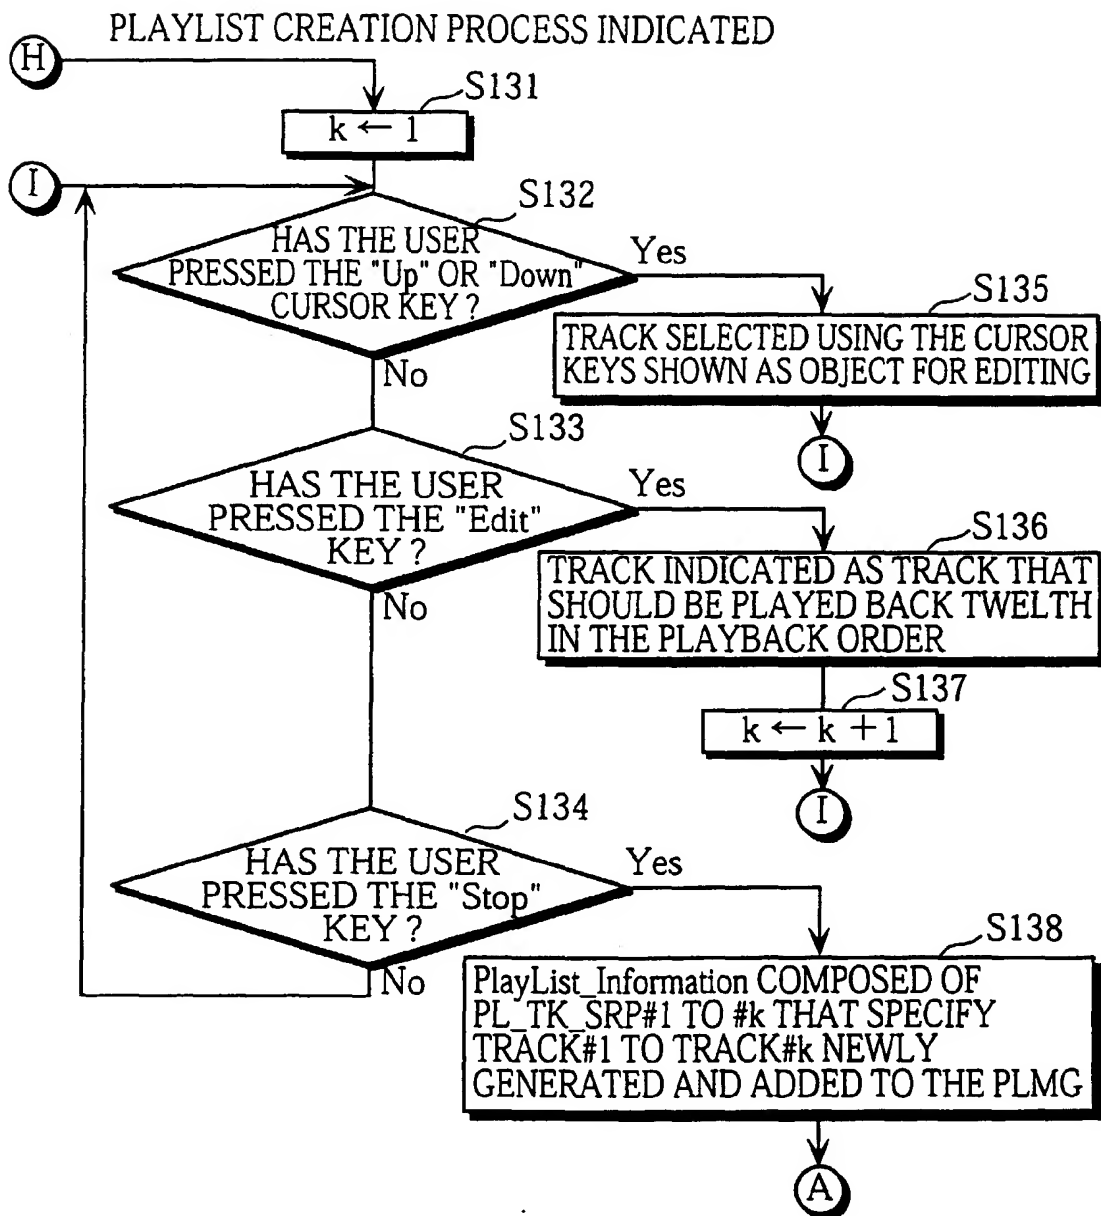 PLAYLIST CREATION PROCESS INDICATED
H
S131
k ← 1
I
S132
HAS THE USER
PRESSED THE "Up" OR "Down"
CURSOR KEY ?
Yes
No
S135
TRACK SELECTED USING THE CURSOR
KEYS SHOWN AS OBJECT FOR EDITING
I
S133
HAS THE USER
PRESSED THE "Edit"
KEY ?
Yes
No
S136
TRACK INDICATED AS TRACK THAT
SHOULD BE PLAYED BACK TWELTH
IN THE PLAYBACK ORDER
S137
k ← k + 1
I
S134
HAS THE USER
PRESSED THE "Stop"
KEY ?
Yes
No
S138
PlayList_Information COMPOSED OF
PL_TK_SRP#1 TO #k THAT SPECIFY
TRACK#1 TO TRACK#k NEWLY
GENERATED AND ADDED TO THE PLMG
A